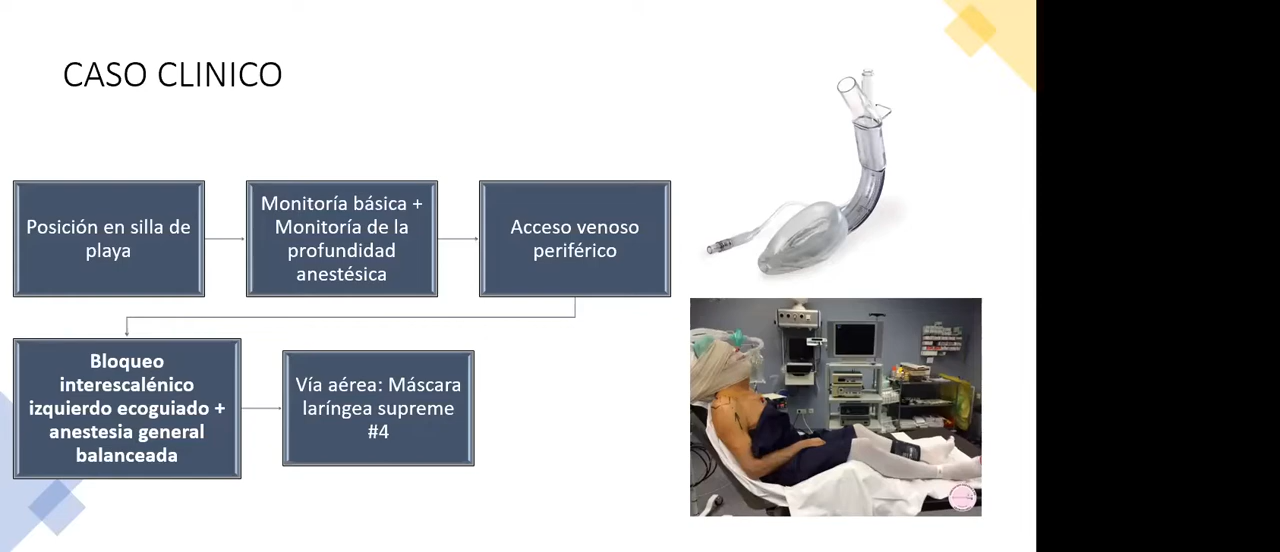 CASO CLINICO
Posición en silla de
playa
Monitoría básica +
Monitoría de la
profundidad
anestésica
Acceso venoso
periférico
Bloqueo
interescalénico
izquierdo ecoguiado +
anestesia general
balanceada
Vía aérea: Máscara
laríngea supreme
#4